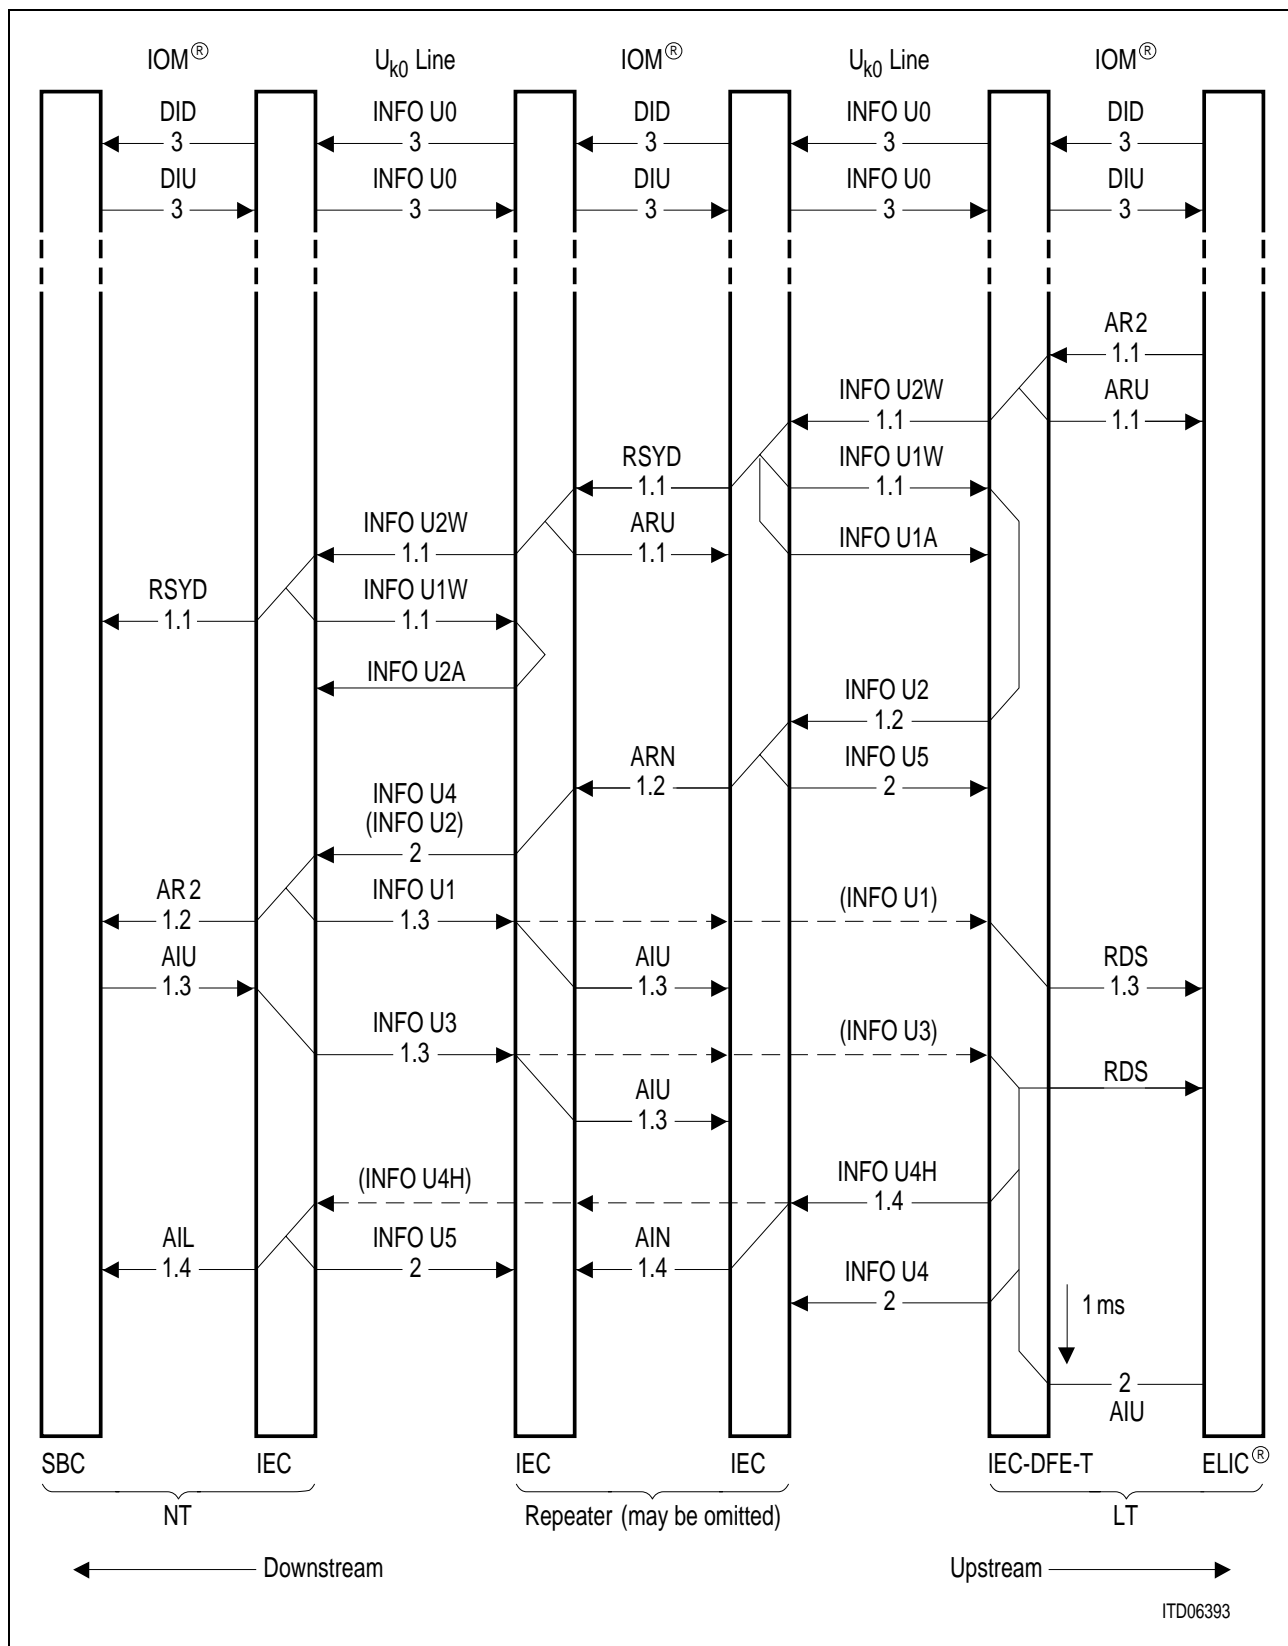 IOM® U_k0 Line IOM® U_k0 Line IOM®
DID INFO U0 DID INFO U0 DID
3 3 3 3 3
DIU INFO U0 DIU INFO U0 DIU
3 3 3 3 3
AR2
1.1
INFO U2W ARU
1.1 1.1
RSYD INFO U1W
1.1 1.1
INFO U2W ARU INFO U1A
1.1 1.1
RSYD INFO U1W
1.1 1.1
INFO U2A
INFO U2
1.2
ARN INFO U5
1.2 2
INFO U4
(INFO U2)
2
AR2 INFO U1 (INFO U1)
1.2 1.3
AIU AIU RDS
1.3 1.3 1.3
INFO U3 (INFO U3)
1.3
RDS
AIU
1.3
(INFO U4H) INFO U4H
1.4
AIL INFO U5 AIN
1.4 2 1.4
INFO U4
2
1 ms
2
AIU
SBC IEC IEC IEC IEC-DFE-T ELIC®
NT Repeater (may be omitted) LT
Downstream Upstream
ITD06393